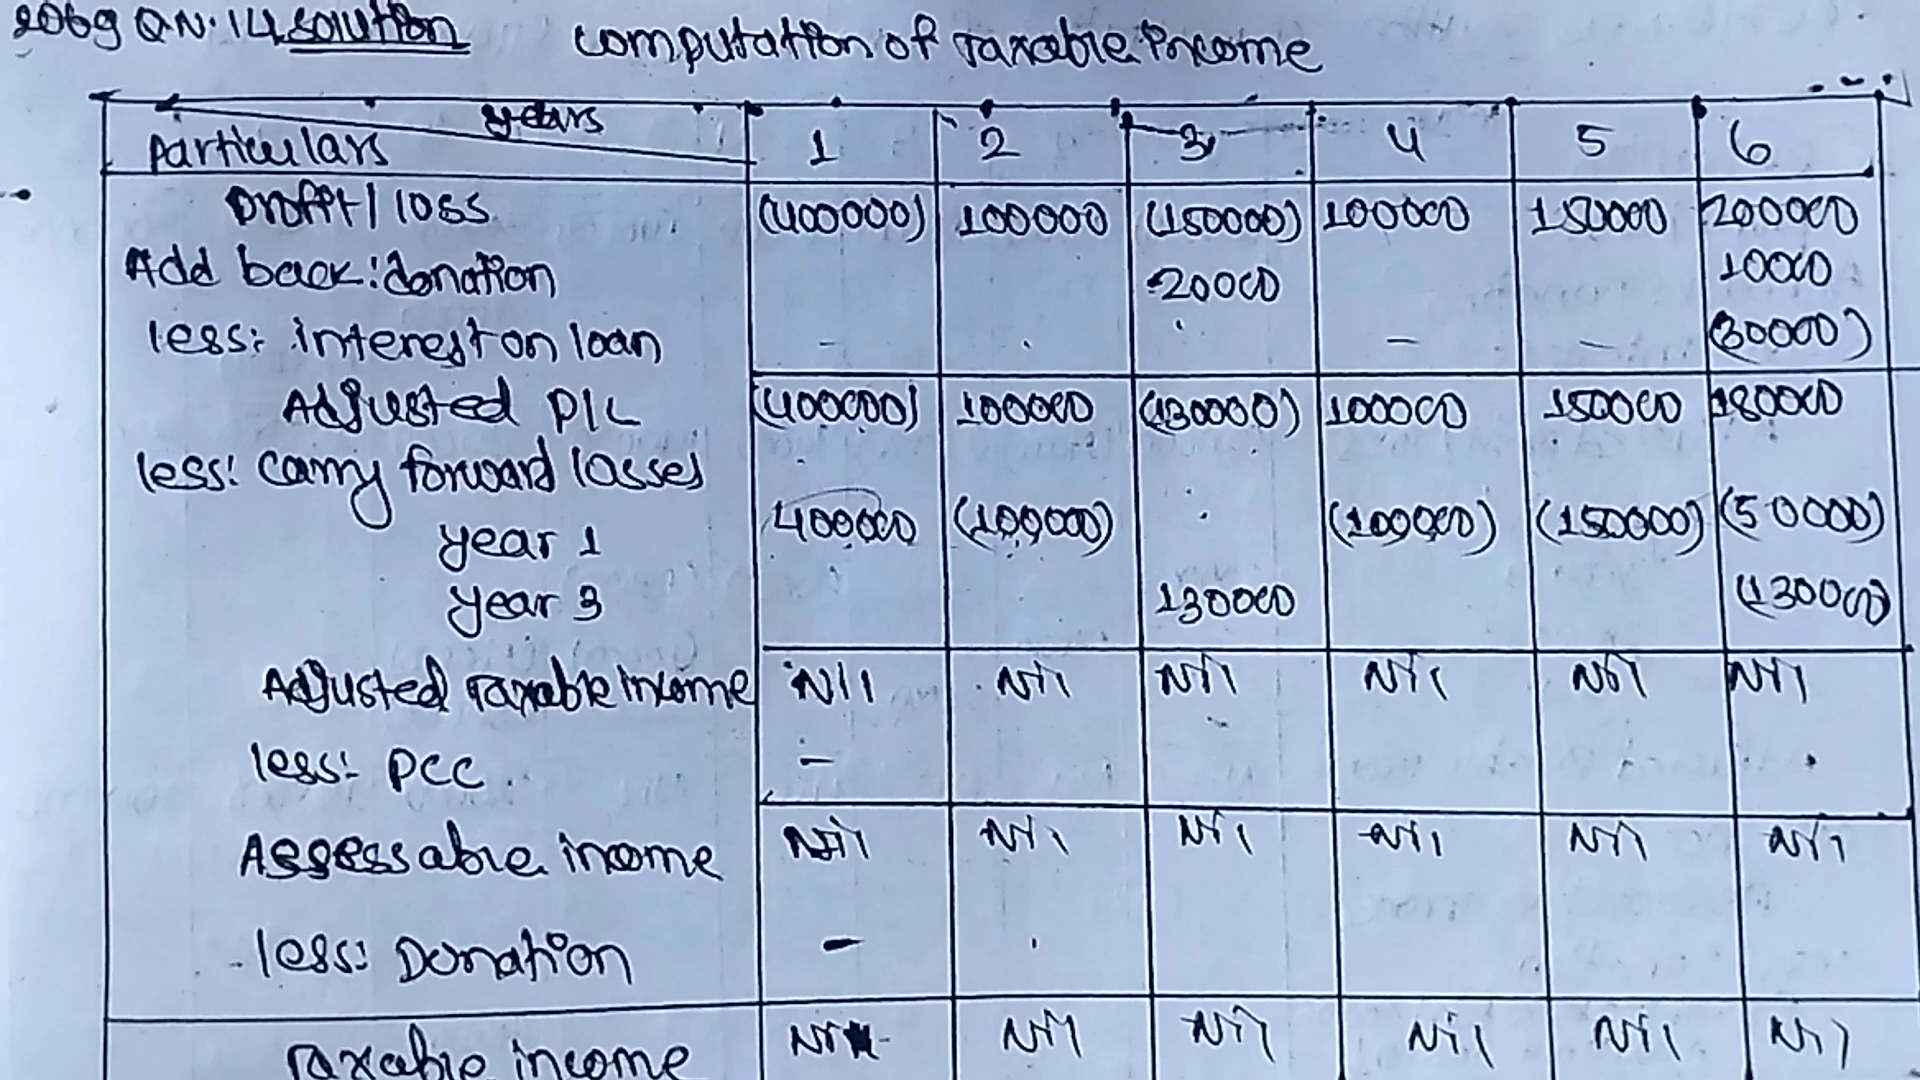 2069 QN.14 solution computation of Taxable income
years
particulars 1 2 3 4 5 6
profit/loss (400000) 100000 (150000) 100000 150000 200000
Add back: donation 20000 10000
less: interest on loan - - - (30000)
Adjusted P/L (400000) 100000 (130000) 100000 150000 180000
less: carry forward losses
year 1 400000 (100000) (100000) (150000) (50000)
year 3 130000 (130000)
Adjusted taxable income Nil Nil Nil Nil Nil Nil
less:- PCC -
Assessable income Nil Nil Nil Nil Nil Nil
less: Donation -
Taxable income Nil Nil Nil Nil Nil Nil